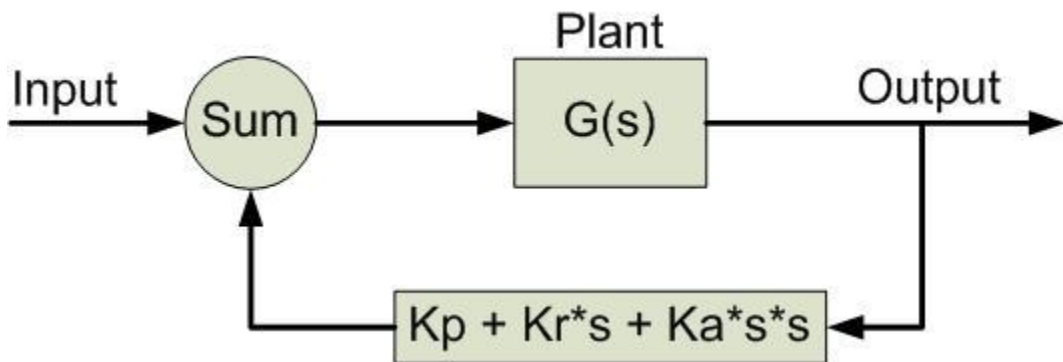 Plant
Input
Sum
G(s)
Output
Kp + Kr*s + Ka*s*s